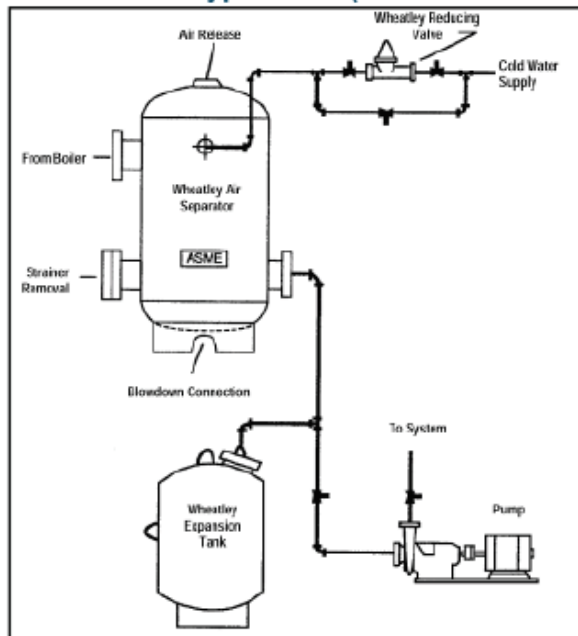 Air Release
Wheatley Reducing
Valve
Cold Water
Supply
From Boiler
Wheatley Air
Separator
ASME
Strainer
Removal
Blowdown Connection
To System
Wheatley
Expansion
Tank
Pump